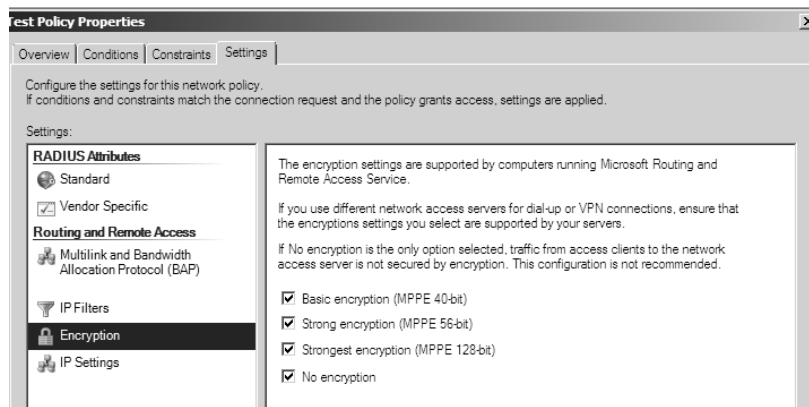 Test Policy Properties
Overview
Conditions
Constraints
Settings
Configure the settings for this network policy.
If conditions and constraints match the connection request and the policy grants access, settings are applied.
Settings:
RADIUS Attributes
Standard
Vendor Specific
Routing and Remote Access
Multilink and Bandwidth
Allocation Protocol (BAP)
IP Filters
Encryption
IP Settings
The encryption settings are supported by computers running Microsoft Routing and
Remote Access Service.
If you use different network access servers for dial-up or VPN connections, ensure that
the encryptions settings you select are supported by your servers.
If No encryption is the only option selected, traffic from access clients to the network
access server is not secured by encryption. This configuration is not recommended.
Basic encryption (MPPE 40-bit)
Strong encryption (MPPE 56-bit)
Strongest encryption (MPPE 128-bit)
No encryption